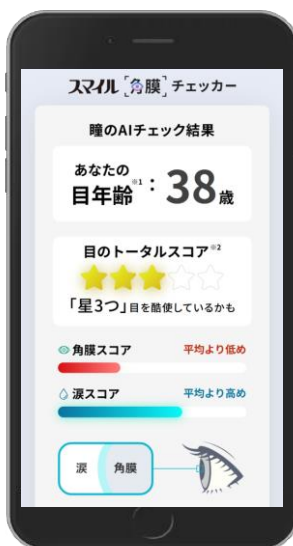 スマイル「角膜」チェッカー
瞳のAIチェック結果
あなたの
目年齢※1：38歳
目のトータルスコア※2
「星3つ」目を酷使しているかも
角膜スコア 平均より低め
涙スコア 平均より高め
涙 角膜